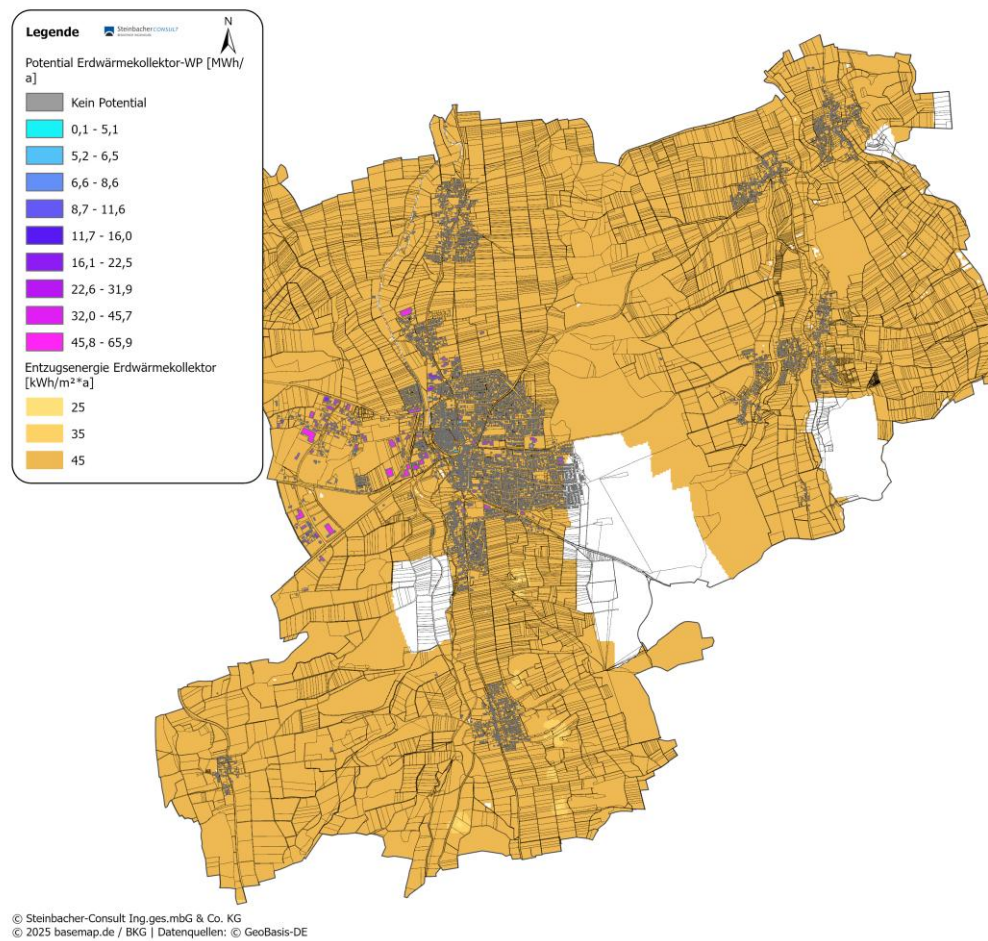 Legende
Steinbacher CONSULT
N
Potential Erdwärmekollektor-WP [MWh/
a]
Kein Potential
0,1 - 5,1
5,2 - 6,5
6,6 - 8,6
8,7 - 11,6
11,7 - 16,0
16,1 - 22,5
22,6 - 31,9
32,0 - 45,7
45,8 - 65,9
Entzugsenergie Erdwärmekollektor
[kWh/m²*a]
25
35
45
© Steinbacher-Consult Ing.ges.mbG & Co. KG
© 2025 basemap.de / BKG | Datenquellen: © GeoBasis-DE